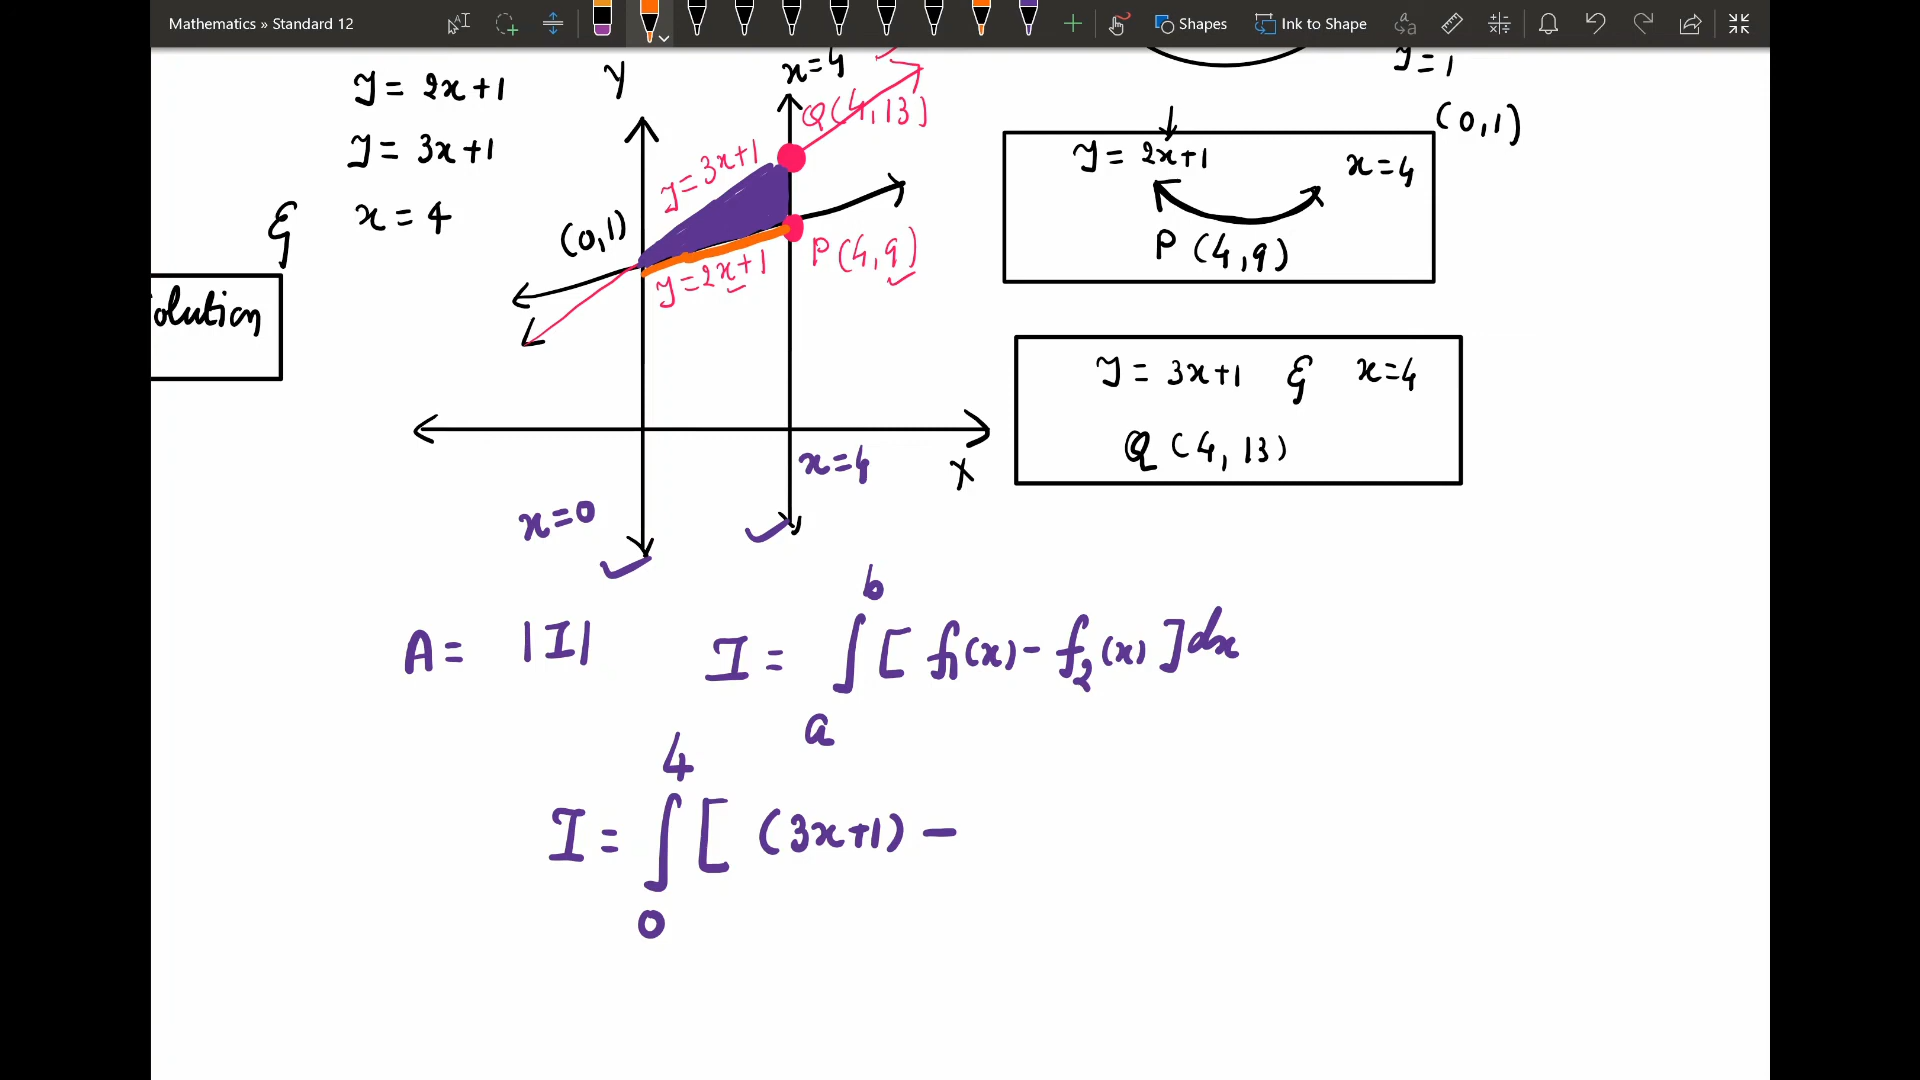 Mathematics » Standard 12
Shapes
Ink to Shape
y = 2x+1
y = 3x+1
& x = 4
olution
y
x=4
Q(4,13)
y=3x+1
(0,1)
y=2x+1
P(4,9)
x=4
x
x=0
y=1
(0,1)
y = 2x+1 x=4
P (4,9)
y = 3x+1 & x=4
Q (4,13)
A = |I| I = ∫ₐᵇ [f₁(x) - f₂(x)] dx
I = ∫₀⁴ [ (3x+1) -